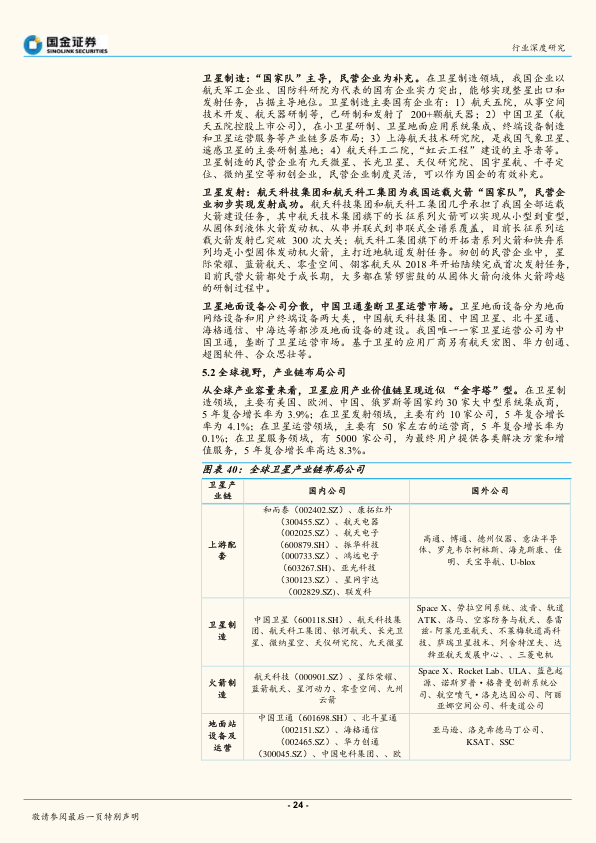 国金证券
SINOLINK SECURITIES
行业深度研究
卫星制造：“国家队”主导，民营企业为补充。在卫星制造领域，我国企业以
航天军工企业、国防科研院为代表的国有企业实力突出，能够实现整星出口和
发射任务，占据主导地位。卫星制造主要国有企业有：1）航天五院，从事空间
技术开发、航天器研制等，已研制和发射了 200+颗航天器；2）中国卫星（航
天五院控股上市公司），在小卫星研制、卫星地面应用系统集成、终端设备制造
和卫星运营服务等产业链多层布局；3）上海航天技术研究院，是我国气象卫星、
遥感卫星的主要研制基地；4）航天科工二院，“虹云工程”建设的主导者等。
卫星制造的民营企业有九天微星、长光卫星、天仪研究院、国宇星航、千寻定
位、微纳星空等初创企业，民营企业制度灵活，可以作为国企的有效补充。
卫星发射：航天科技集团和航天科工集团为我国运载火箭“国家队”，民营企
业初步实现发射成功。航天科技集团和航天科工集团几乎承担了我国全部运载
火箭建设任务，其中航天技术集团旗下的长征系列火箭可以实现从小型到重型，
从固体到液体火箭发动机、从串并联式到串联式全谱系覆盖，目前长征系列运
载火箭发射已突破 300 次大关；航天科工集团旗下的开拓者系列火箭和快舟系
列均是小型固体发动机火箭，主打近地轨道发射任务。初创的民营企业中，星
际荣耀、蓝箭航天、零壹空间、翎客航天从 2018 年开始陆续完成首次发射任务，
目前民营火箭都处于成长期，大多都在紧锣密鼓的从固体火箭向液体火箭跨越
的研制过程中。
卫星地面设备公司分散，中国卫通垄断卫星运营市场。卫星地面设备分为地面
网络设备和用户终端设备两大类，中国航天科技集团、中国卫星、北斗星通、
海格通信、中海达等都涉及地面设备的建设。我国唯一一家卫星运营公司为中
国卫通，垄断了卫星运营市场。基于卫星的应用厂商另有航天宏图、华力创通、
超图软件、合众思壮等。
5.2 全球视野，产业链布局公司
从全球产业容量来看，卫星应用产业价值链呈现近似 “金字塔”型。在卫星制
造领域，主要有美国、欧洲、中国、俄罗斯等国家约 30 家大中型系统集成商，
5 年复合增长率为 3.9%；在卫星发射领域，主要有约 10 家公司，5 年复合增长
率为 4.1%；在卫星运营领域，主要有 50 家左右的运营商，5 年复合增长率为
0.1%；在卫星服务领域，有 5000 家公司，为最终用户提供各类解决方案和增
值服务，5 年复合增长率高达 8.3%。
图表 40：全球卫星产业链布局公司
卫星产
业链
国内公司
国外公司
上游配
套
和而泰（002402.SZ）、康拓红外
（300455.SZ）、航天电器
（002025.SZ）、航天电子
（600879.SH）、振华科技
（000733.SZ）、鸿远电子
（603267.SH）、亚光科技
（300123.SZ）、星网宇达
（002829.SZ）、联发科
高通、博通、德州仪器、意法半导
体、罗克韦尔柯林斯、海克斯康、佳
明、天宝导航、U-blox
卫星制
造
中国卫星（600118.SH）、航天科技集
团、航天科工集团、银河航天、长光卫
星、微纳星空、天仪研究院、九天微星
Space X、劳拉空间系统、波音、轨道
ATK、洛马、空客防务与航天、泰雷
兹-阿莱尼亚航天、不莱梅轨道高科
技、萨瑞卫星技术、列舍特涅夫、达
绊亚航天发展中心、、三菱电机
火箭制
造
航天科技（000901.SZ）、星际荣耀、
蓝箭航天、星河动力、零壹空间、九州
云箭
Space X、Rocket Lab、ULA、蓝色起
源、诺斯罗普·格鲁曼创新系统公
司、航空喷气·洛克达因公司、阿丽
亚娜空间公司、科麦道公司
地面站
设备及
运营
中国卫通（601698.SH）、北斗星通
（002151.SZ）、海格通信
（002465.SZ）、华力创通
（300045.SZ）、中国电科集团、、欧
亚马逊、洛克希德马丁公司、
KSAT、SSC
- 24 -
敬请参阅最后一页特别声明